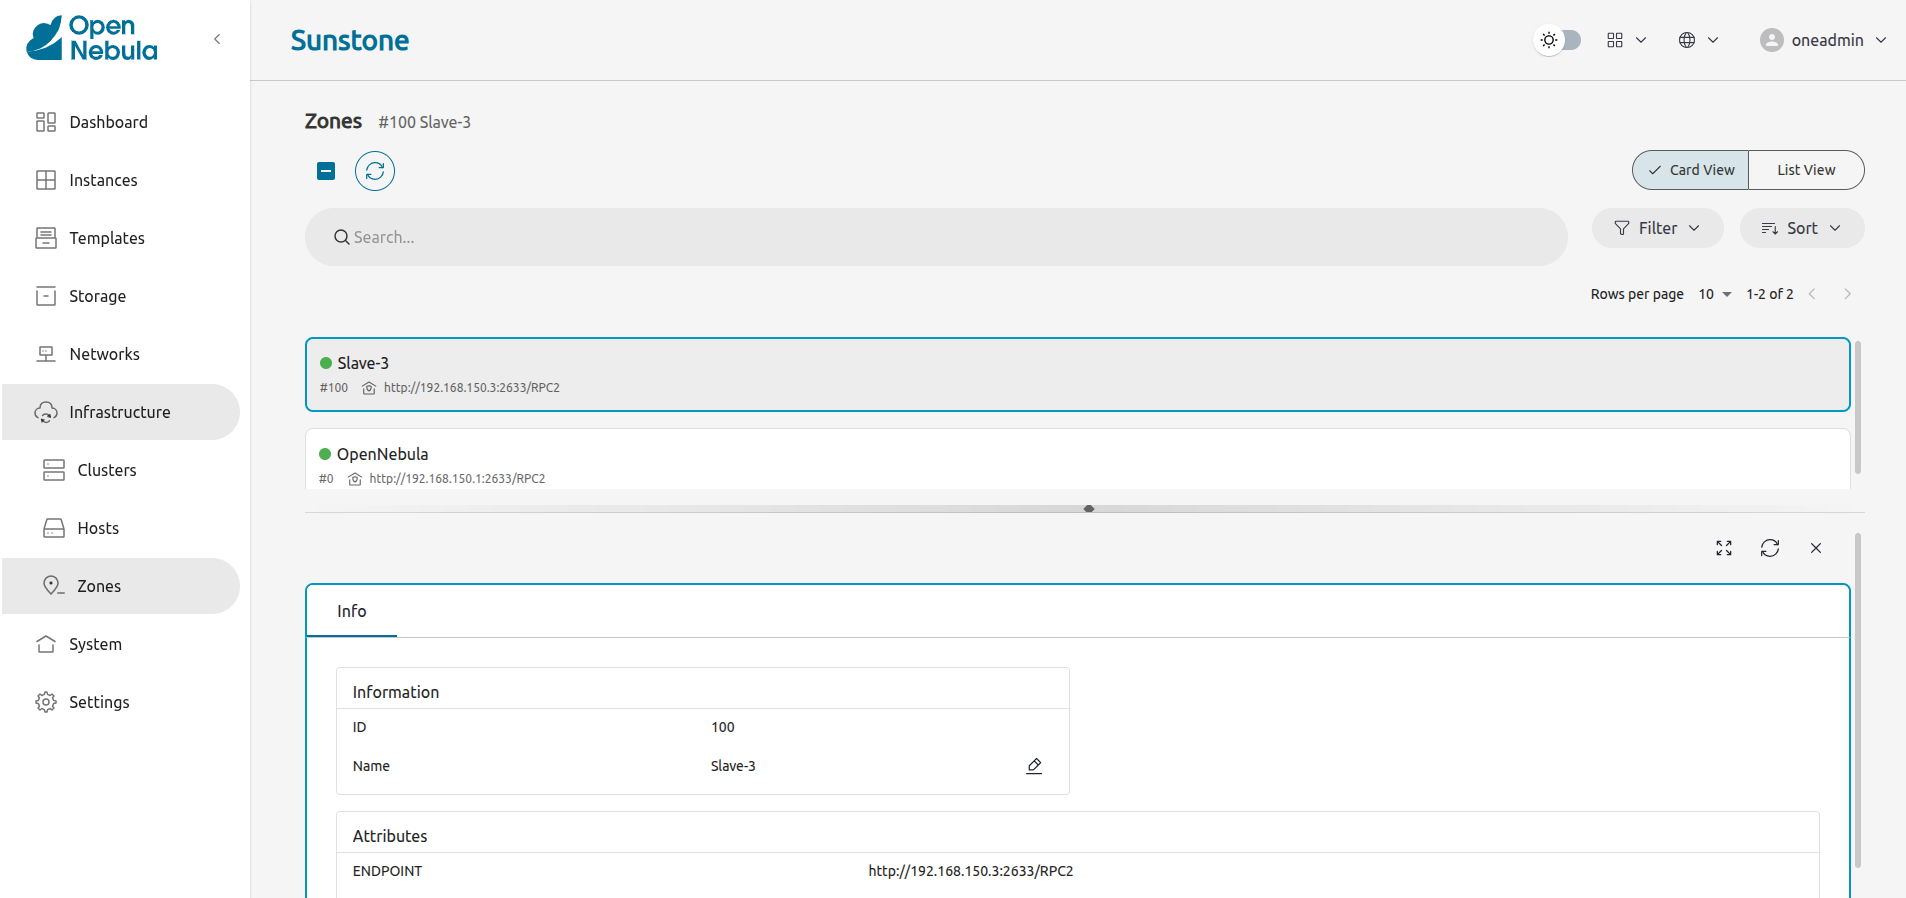 Open
Nebula
Sunstone
oneadmin
Dashboard
Instances
Templates
Storage
Networks
Infrastructure
Clusters
Hosts
Zones
System
Settings
Zones #100 Slave-3
Card View List View
Search...
Filter Sort
Rows per page 10 1-2 of 2
Slave-3
#100 http://192.168.150.3:2633/RPC2
OpenNebula
#0 http://192.168.150.1:2633/RPC2
Info
Information
ID 100
Name Slave-3
Attributes
ENDPOINT http://192.168.150.3:2633/RPC2